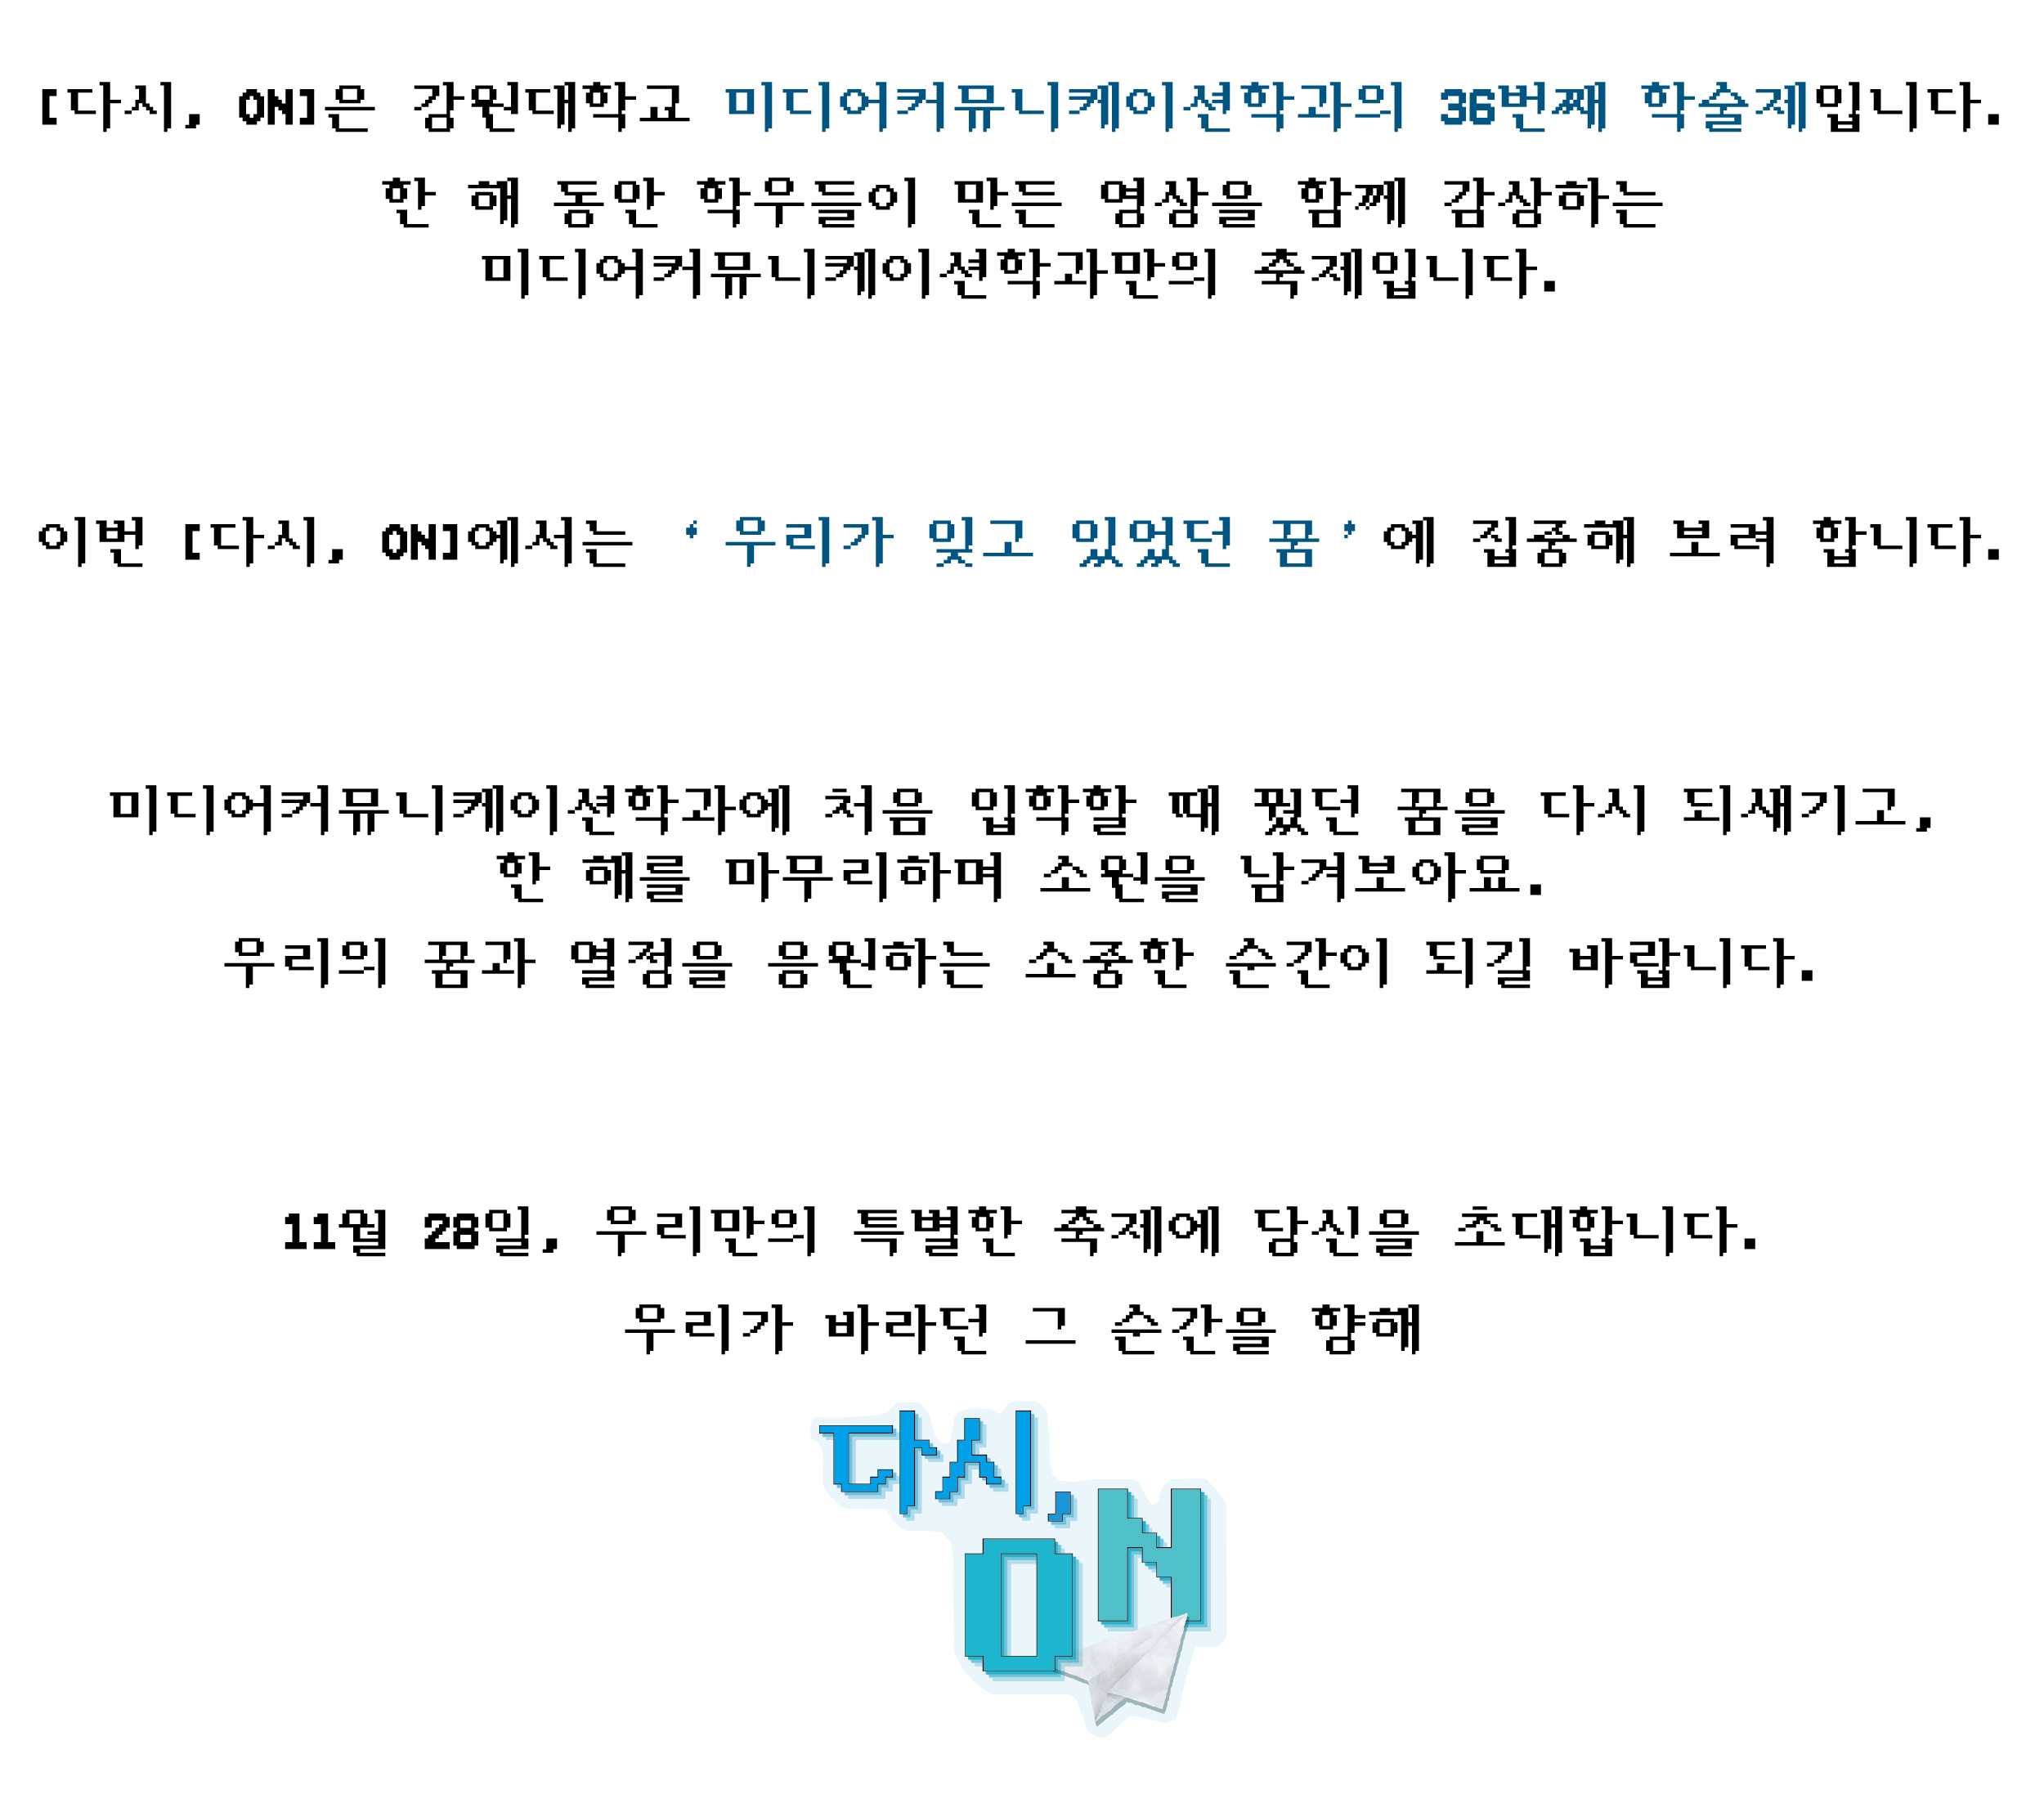 [다시, ON]은 강원대학교 미디어커뮤니케이션학과의 36번째 학술제입니다.
한 해 동안 학우들이 만든 영상을 함께 감상하는
미디어커뮤니케이션학과만의 축제입니다.
이번 [다시, ON]에서는 ‘우리가 잊고 있었던 꿈’에 집중해 보려 합니다.
미디어커뮤니케이션학과에 처음 입학할 때 꿨던 꿈을 다시 되새기고,
한 해를 마무리하며 소원을 남겨보아요.
우리의 꿈과 열정을 응원하는 소중한 순간이 되길 바랍니다.
11월 28일, 우리만의 특별한 축제에 당신을 초대합니다.
우리가 바라던 그 순간을 향해
다시,
ON